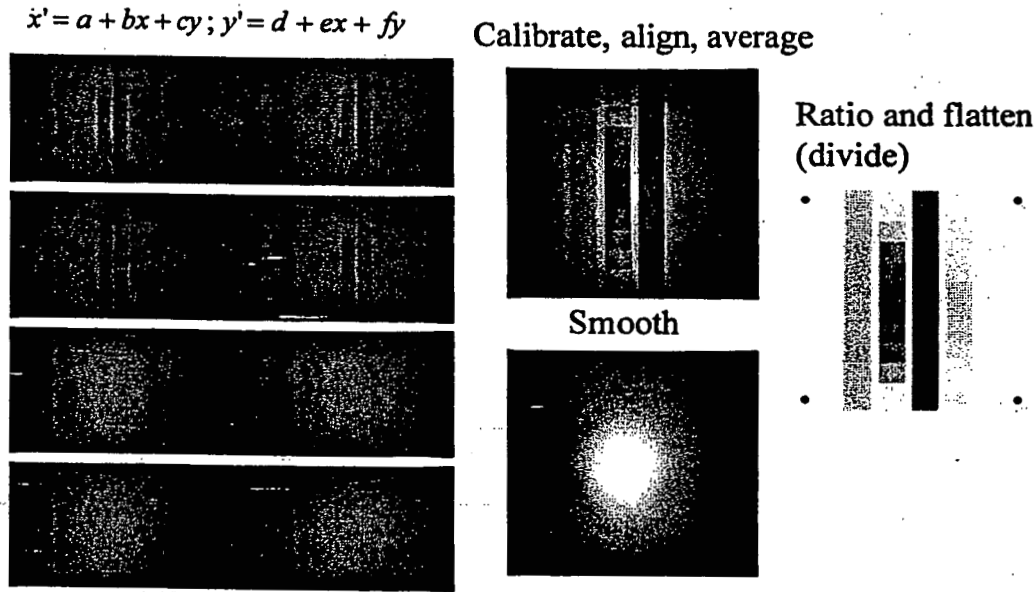 x' = a + bx + cy ; y' = d + ex + fy
Calibrate, align, average
Ratio and flatten
(divide)
Smooth